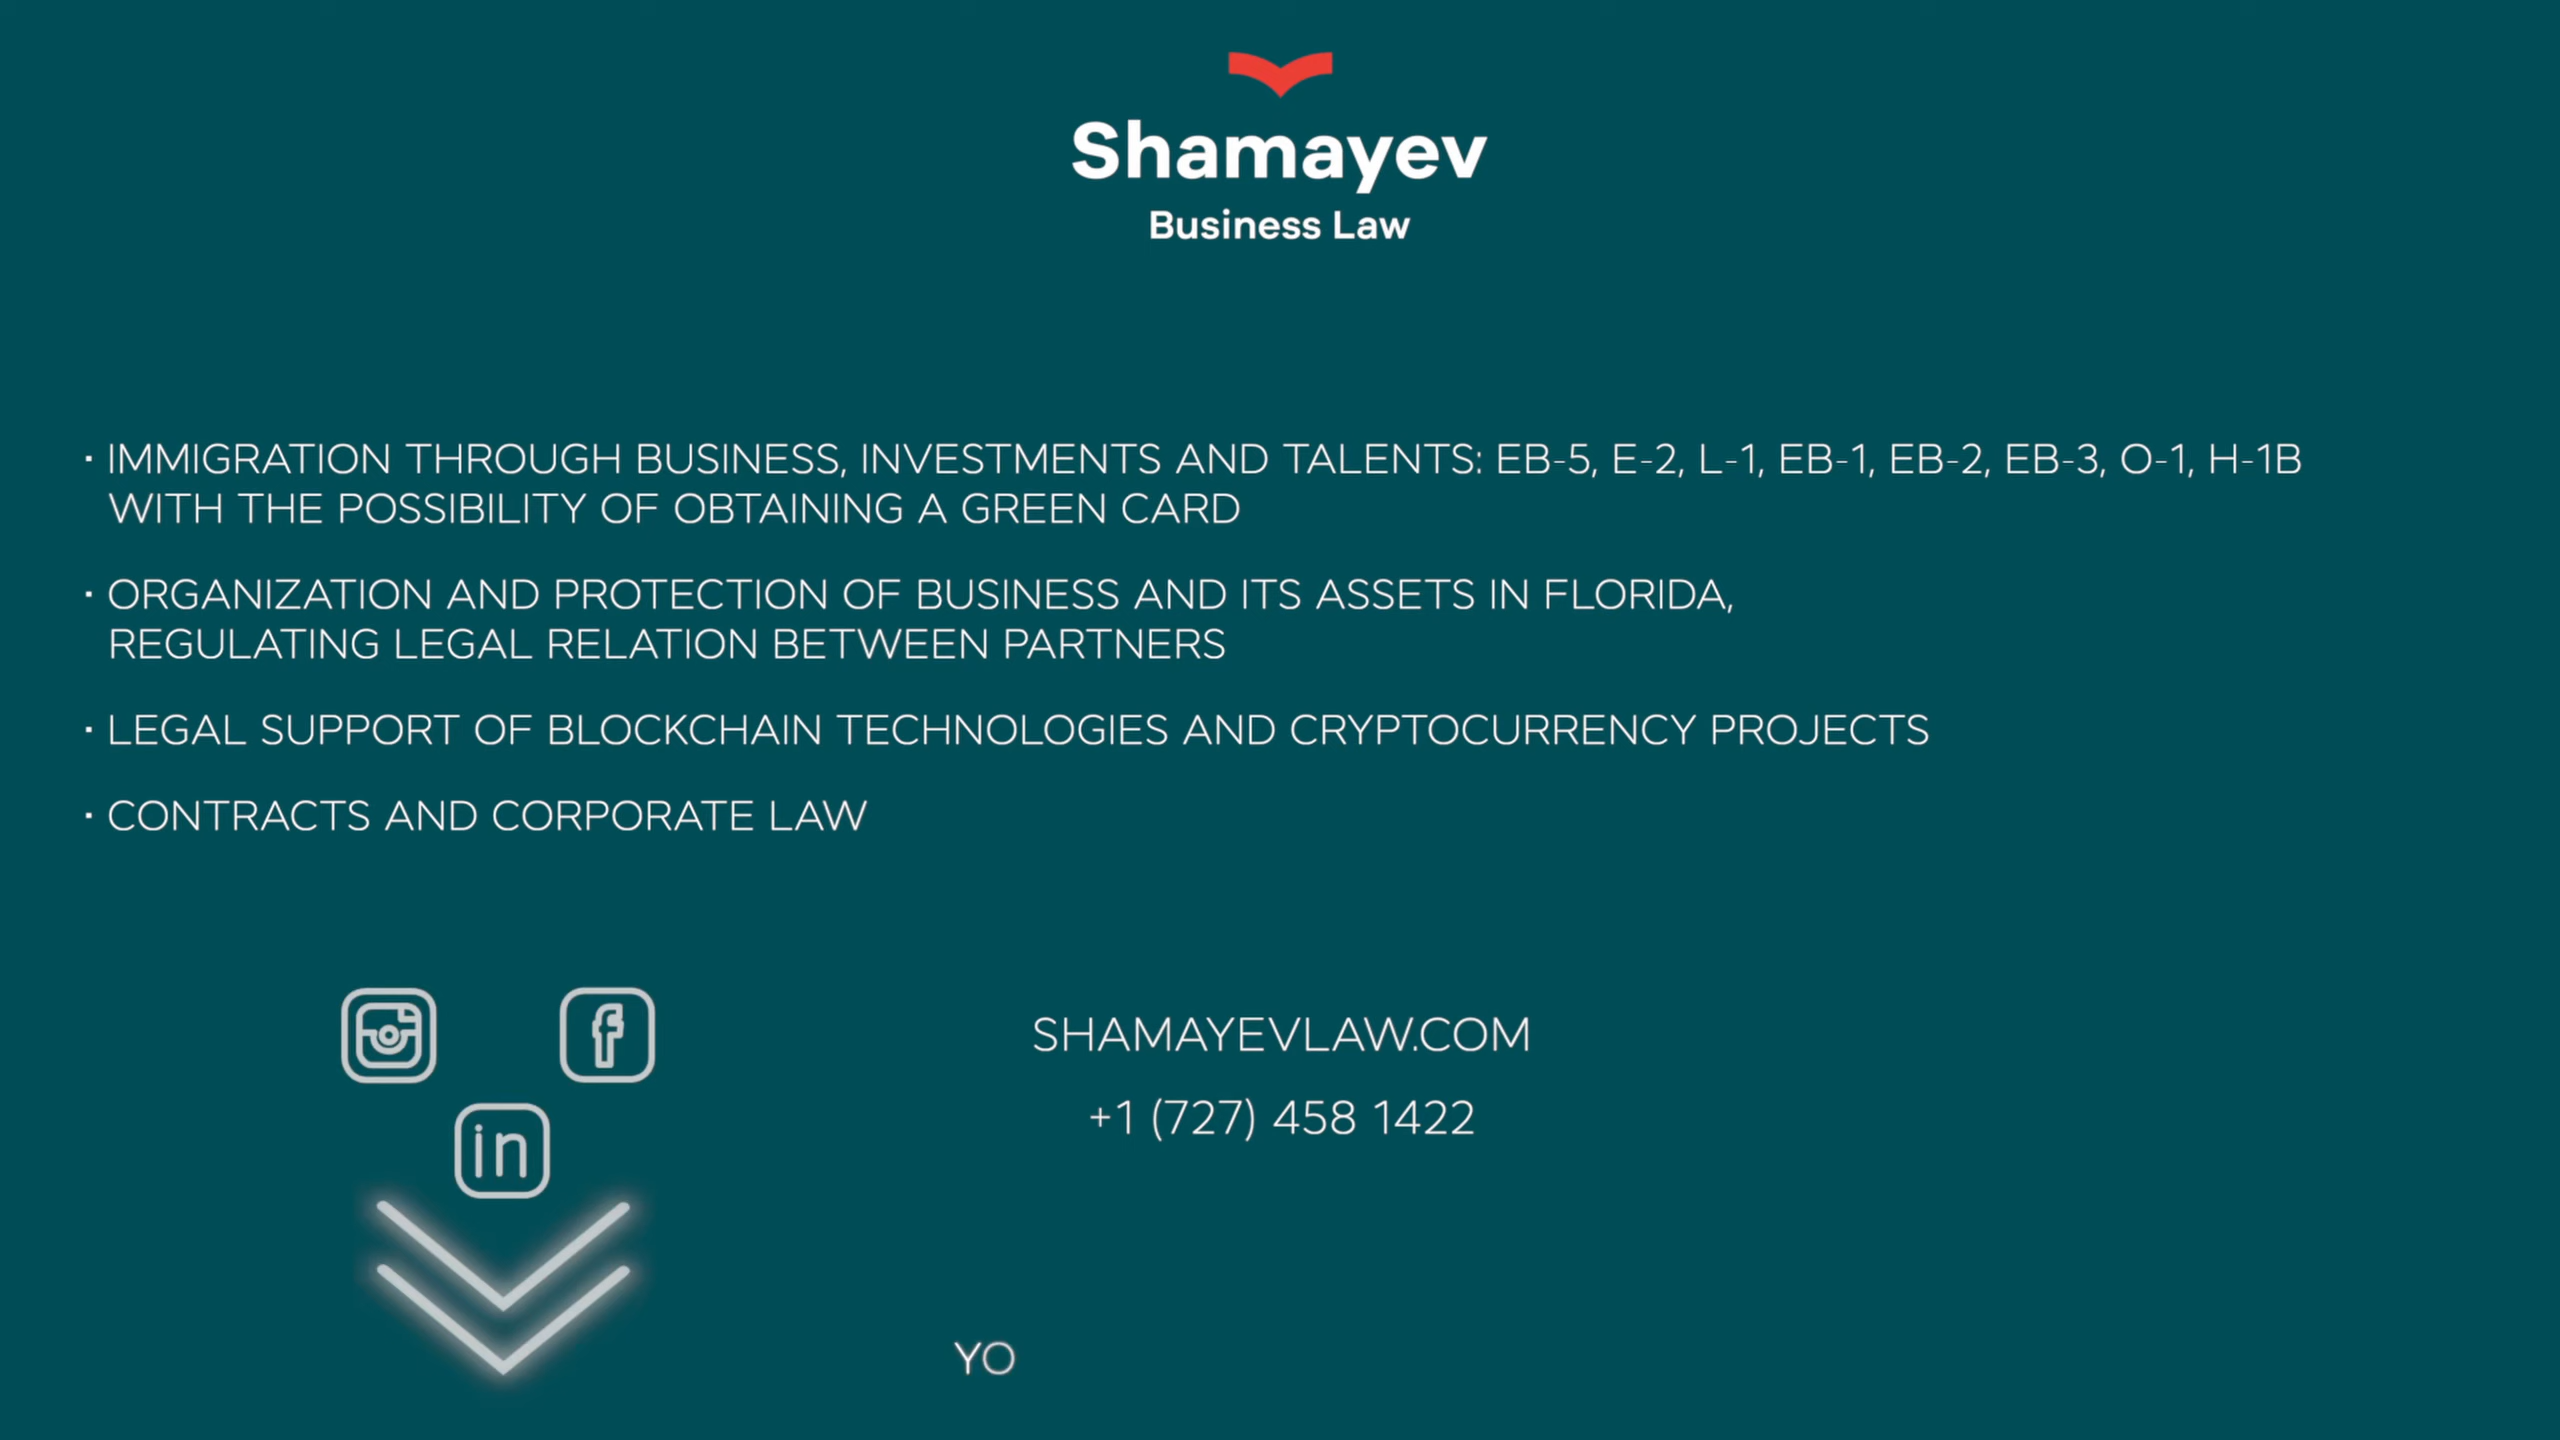 Shamayev
Business Law
· IMMIGRATION THROUGH BUSINESS, INVESTMENTS AND TALENTS: EB-5, E-2, L-1, EB-1, EB-2, EB-3, O-1, H-1B
WITH THE POSSIBILITY OF OBTAINING A GREEN CARD
· ORGANIZATION AND PROTECTION OF BUSINESS AND ITS ASSETS IN FLORIDA,
REGULATING LEGAL RELATION BETWEEN PARTNERS
· LEGAL SUPPORT OF BLOCKCHAIN TECHNOLOGIES AND CRYPTOCURRENCY PROJECTS
· CONTRACTS AND CORPORATE LAW
f
in
SHAMAYEVLAW.COM
+1 (727) 458 1422
YO